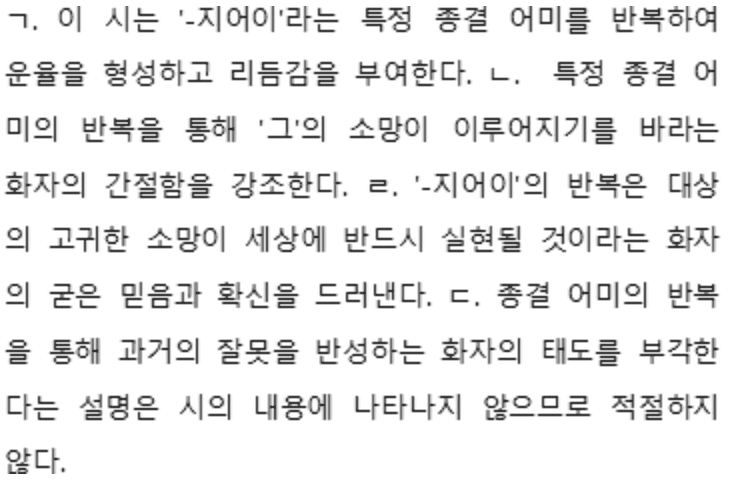 ㄱ. 이 시는 '-지어이'라는 특정 종결 어미를 반복하여
운율을 형성하고 리듬감을 부여한다. ㄴ. 특정 종결 어
미의 반복을 통해 '그'의 소망이 이루어지기를 바라는
화자의 간절함을 강조한다. ㄹ. '-지어이'의 반복은 대상
의 고귀한 소망이 세상에 반드시 실현될 것이라는 화자
의 굳은 믿음과 확신을 드러낸다. ㄷ. 종결 어미의 반복
을 통해 과거의 잘못을 반성하는 화자의 태도를 부각한
다는 설명은 시의 내용에 나타나지 않으므로 적절하지
않다.